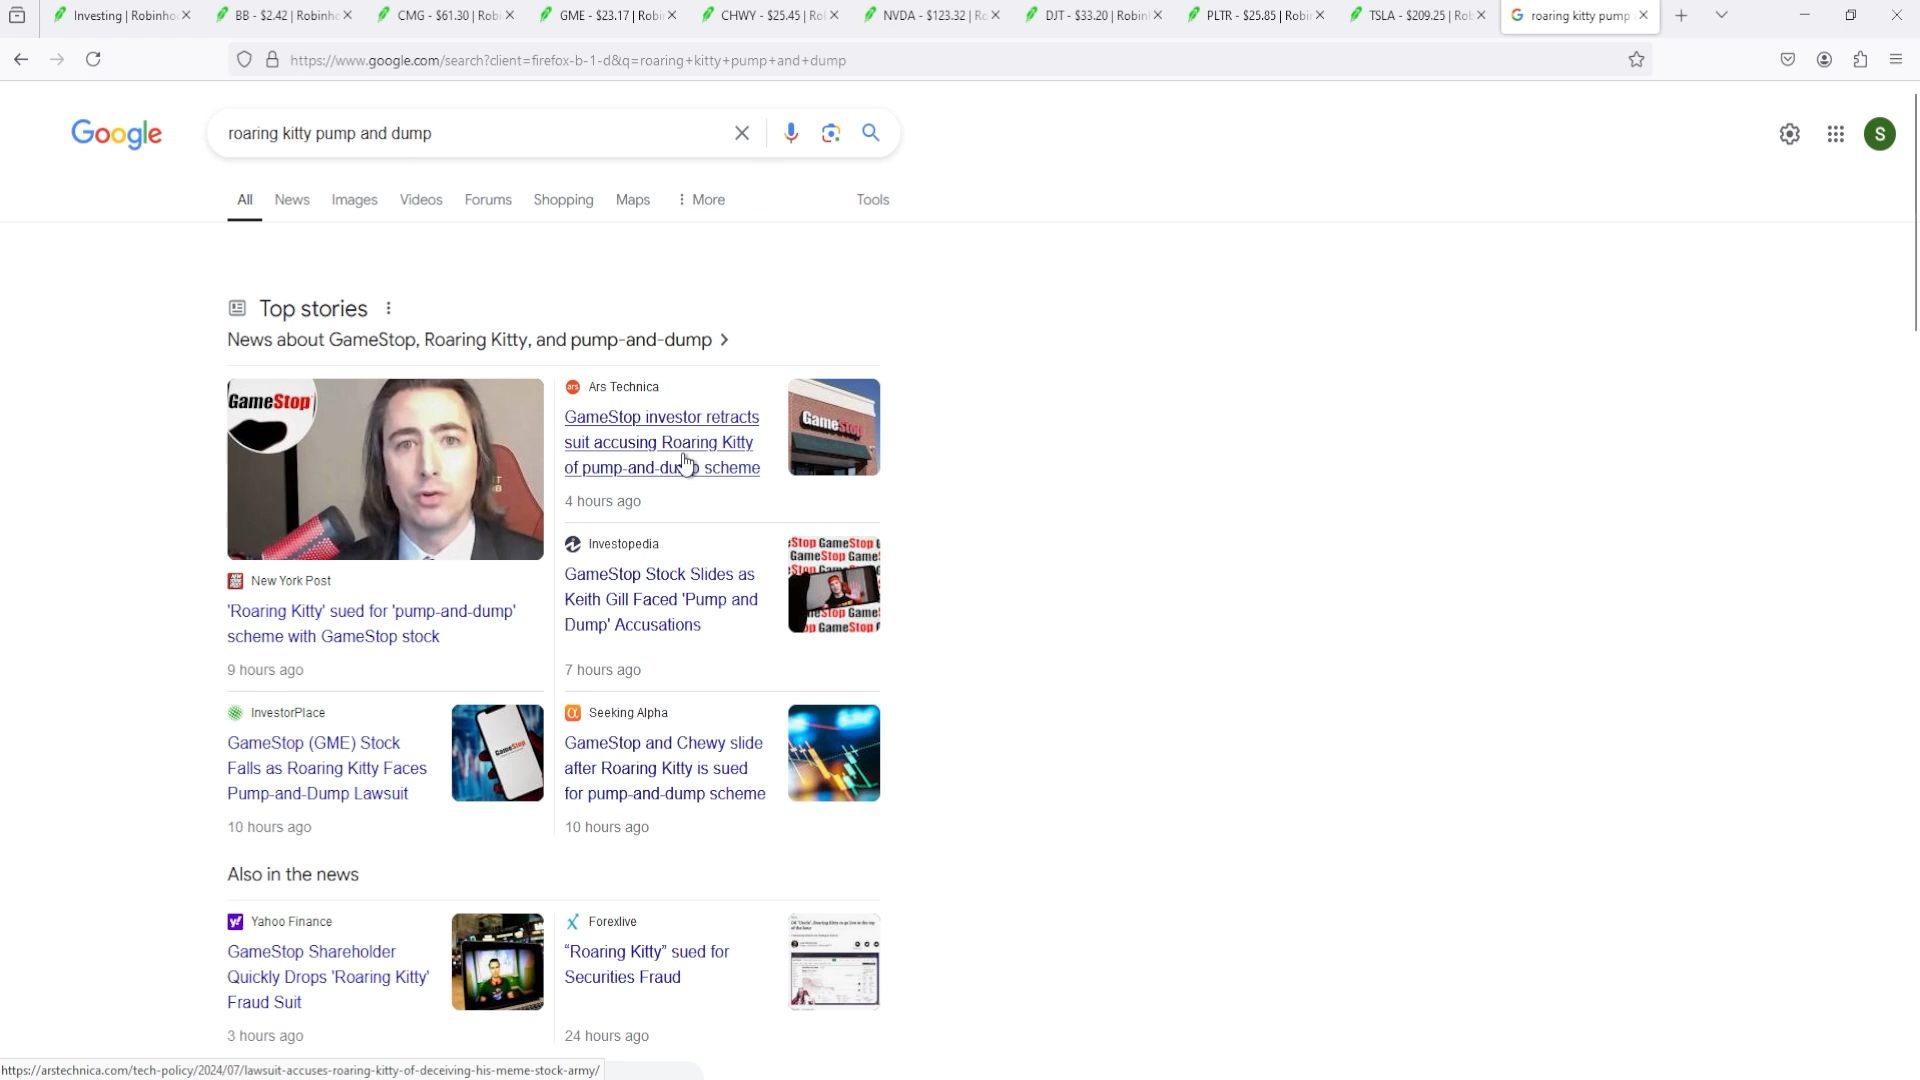 Investing | Robinho
BB - $2.42 | Robinho
CMG - $61.30 | Robi
GME - $23.17 | Robi
CHWY - $25.45 | Ro
NVDA - $123.32 | Ro
DJT - $33.20 | Robinl
PLTR - $25.85 | Robin
TSLA - $209.25 | Rob
roaring kitty pump
https://www.google.com/search?client=firefox-b-1-d&q=roaring+kitty+pump+and+dump
Google
roaring kitty pump and dump
S
All
News
Images
Videos
Forums
Shopping
Maps
More
Tools
Top stories
News about GameStop, Roaring Kitty, and pump-and-dump
GameStop
New York Post
'Roaring Kitty' sued for 'pump-and-dump'
scheme with GameStop stock
9 hours ago
Ars Technica
GameStop investor retracts
suit accusing Roaring Kitty
of pump-and-dump scheme
4 hours ago
Investopedia
GameStop Stock Slides as
Keith Gill Faced 'Pump and
Dump' Accusations
7 hours ago
InvestorPlace
GameStop (GME) Stock
Falls as Roaring Kitty Faces
Pump-and-Dump Lawsuit
10 hours ago
Seeking Alpha
GameStop and Chewy slide
after Roaring Kitty is sued
for pump-and-dump scheme
10 hours ago
Also in the news
Yahoo Finance
GameStop Shareholder
Quickly Drops 'Roaring Kitty'
Fraud Suit
3 hours ago
Forexlive
“Roaring Kitty” sued for
Securities Fraud
24 hours ago
https://arstechnica.com/tech-policy/2024/07/lawsuit-accuses-roaring-kitty-of-deceiving-his-meme-stock-army/